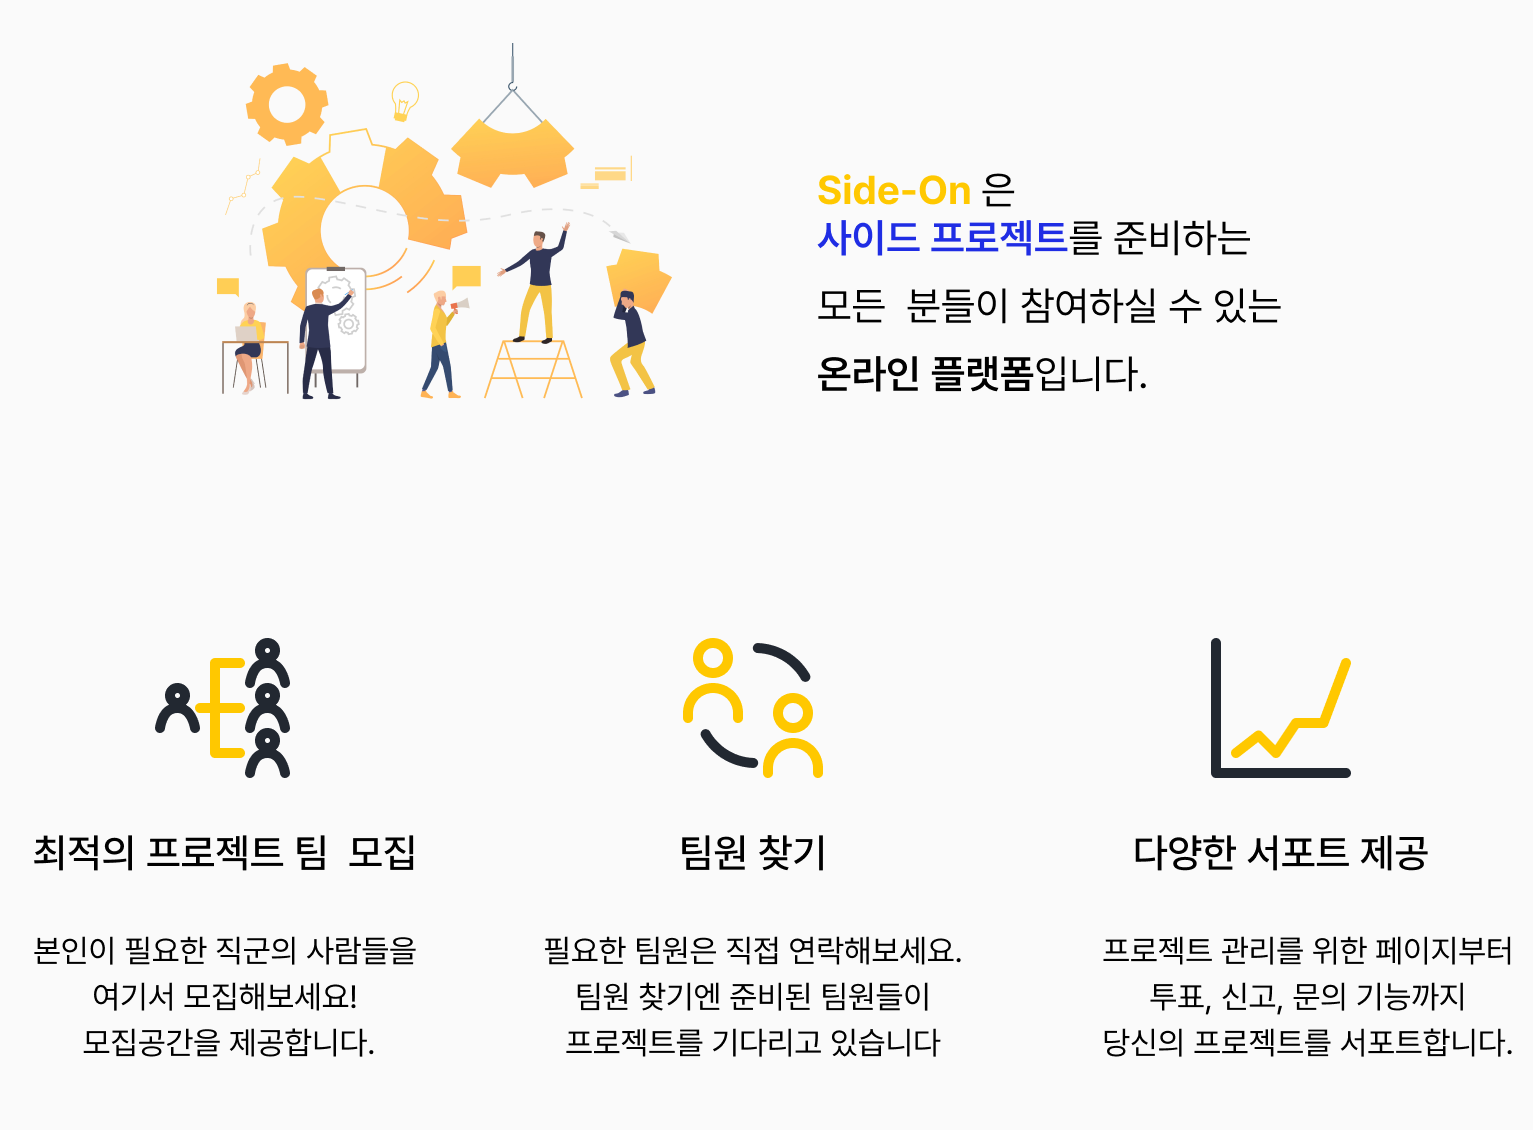 Side-On 은
사이드 프로젝트를 준비하는
모든  분들이 참여하실 수 있는
온라인 플랫폼입니다.
최적의 프로젝트 팀  모집
본인이 필요한 직군의 사람들을
여기서 모집해보세요!
모집공간을 제공합니다.
팀원 찾기
필요한 팀원은 직접 연락해보세요.
팀원 찾기엔 준비된 팀원들이
프로젝트를 기다리고 있습니다
다양한 서포트 제공
프로젝트 관리를 위한 페이지부터
투표, 신고, 문의 기능까지
당신의 프로젝트를 서포트합니다.